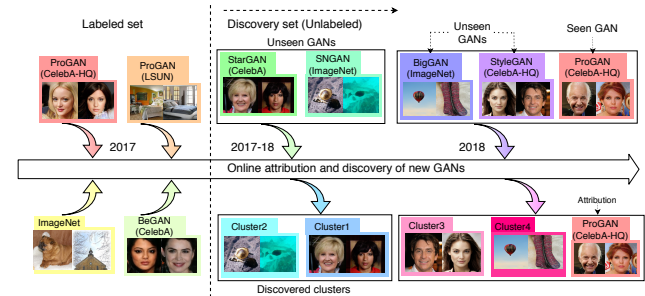 Labeled set
Discovery set (Unlabeled)
Unseen GANs
Unseen
GANs
Seen GAN
ProGAN
(CelebA-HQ)
ProGAN
(LSUN)
StarGAN
(CelebA)
SNGAN
(ImageNet)
BigGAN
(ImageNet)
StyleGAN
(CelebA-HQ)
ProGAN
(CelebA-HQ)
2017
2017-18
2018
Online attribution and discovery of new GANs
ImageNet
BeGAN
(CelebA)
Cluster2
Cluster1
Cluster3
Cluster4
Attribution
ProGAN
(CelebA-HQ)
Discovered clusters